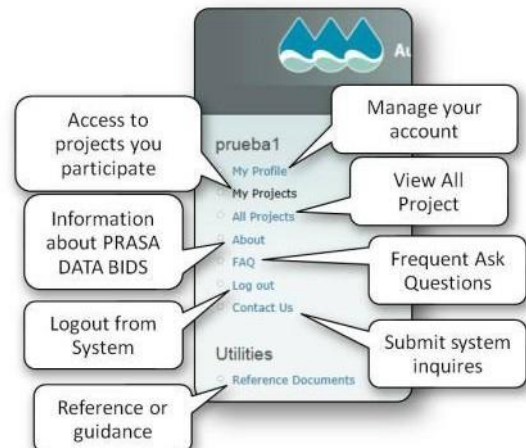 Au
Access to
projects you
participate
Manage your
account
prueba1
My Profile
My Projects
All Projects
About
FAQ
Log out
Contact Us
View All
Project
Information
about PRASA
DATA BIDS
Frequent Ask
Questions
Logout from
System
Submit system
inquires
Utilities
Reference Documents
Reference or
guidance